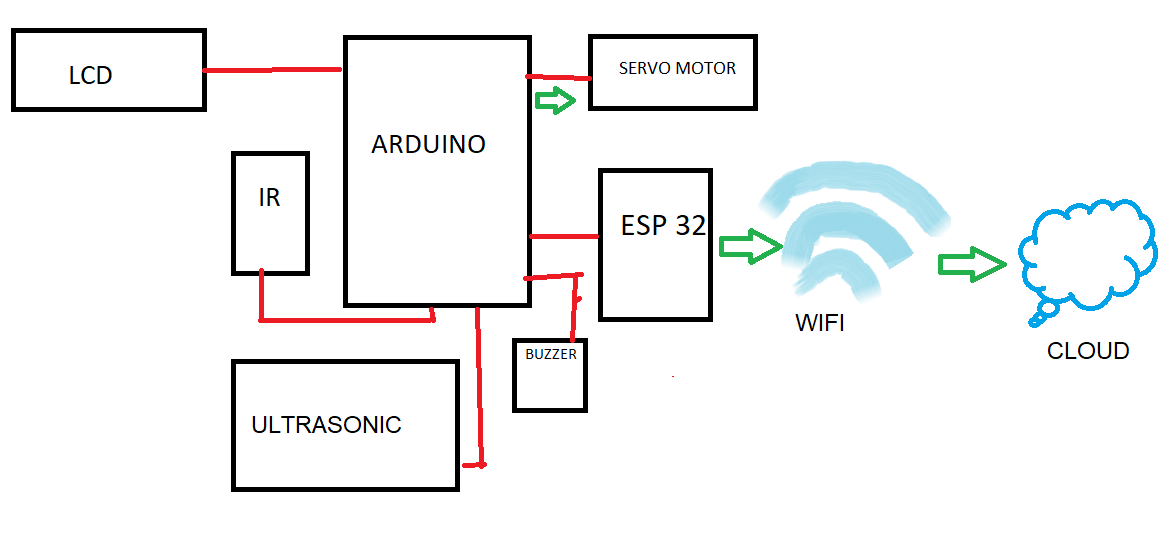 LCD
SERVO MOTOR
ARDUINO
IR
ESP 32
WIFI
CLOUD
BUZZER
ULTRASONIC